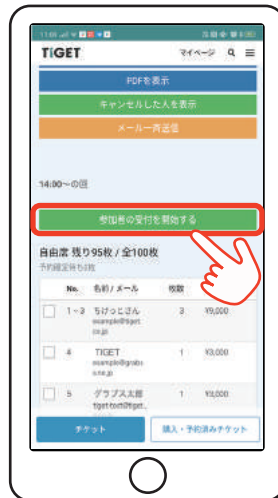 11:01
TIGET
マイページ
PDFを表示
キャンセルした人を表示
メール一斉送信
14:00〜の回
参加者の受付を開始する
自由席 残り95枚 / 全100枚
No. 名前 / メール 枚数
1-3 ちけっとさん 3 ¥9,000
4 TIGET 1 ¥3,000
5 グラブス太郎 1 ¥3,000
チケット
購入・予約済みチケット